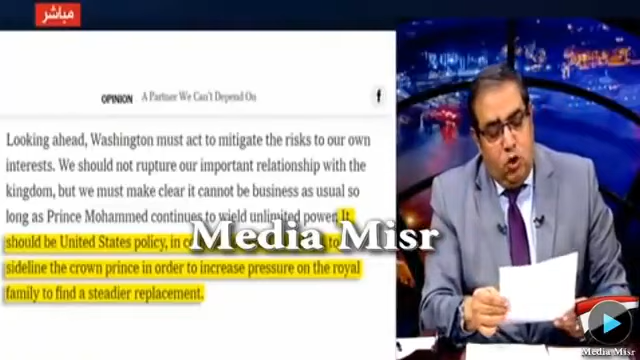 مباشر
OPINION A Partner We Can't Depend On
f
Looking ahead, Washington must act to mitigate the risks to our own
interests. We should not rupture our important relationship with the
kingdom, but we must make clear it cannot be business as usual so
long as Prince Mohammed continues to wield unlimited power. It
should be United States policy, in to
Media Misr
sideline the crown prince in order to increase pressure on the royal
family to find a steadier replacement.
Media Misr